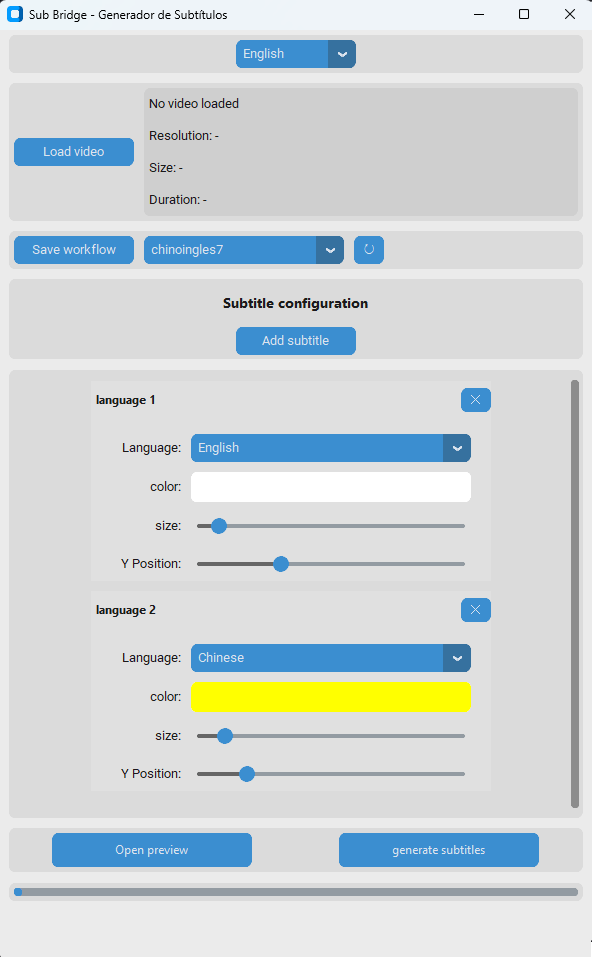 Sub Bridge - Generador de Subtítulos
English
Load video
No video loaded
Resolution: -
Size: -
Duration: -
Save workflow
chinoingles7
Subtitle configuration
Add subtitle
language 1
Language:
English
color:
size:
Y Position:
language 2
Language:
Chinese
color:
size:
Y Position:
Open preview
generate subtitles